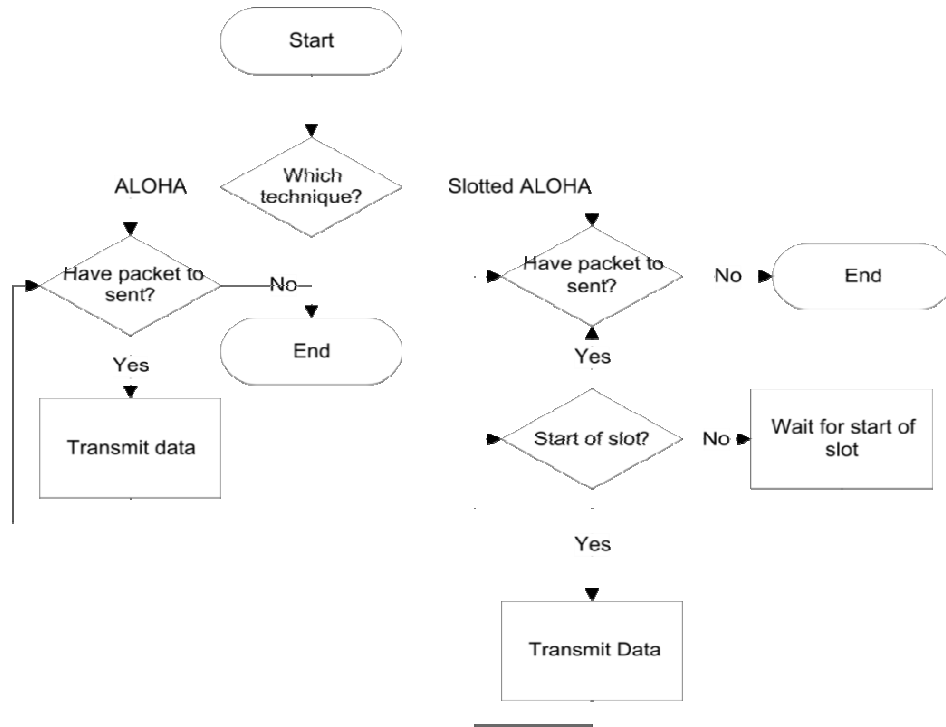 Start
Which
technique?
ALOHA
Slotted ALOHA
Have packet to
sent?
No
End
Yes
Transmit data
Have packet to
sent?
No
End
Yes
Start of slot?
No
Wait for start of
slot
Yes
Transmit Data